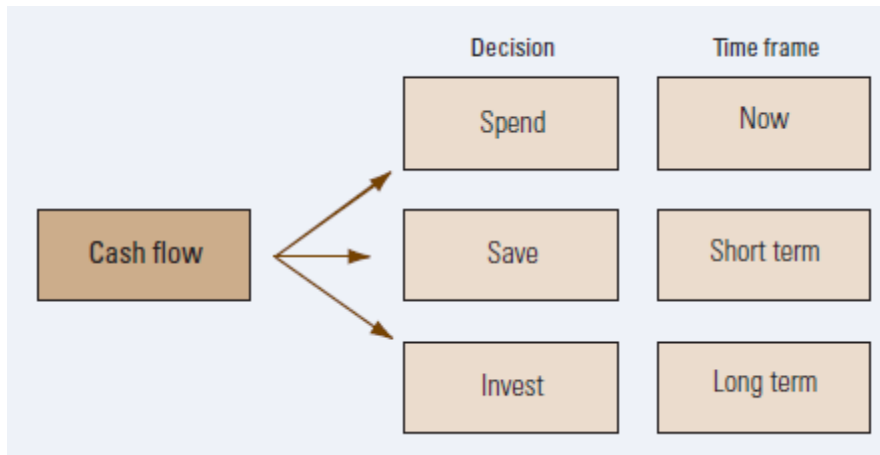 Decision
Time frame
Spend
Now
Cash flow
Save
Short term
Invest
Long term